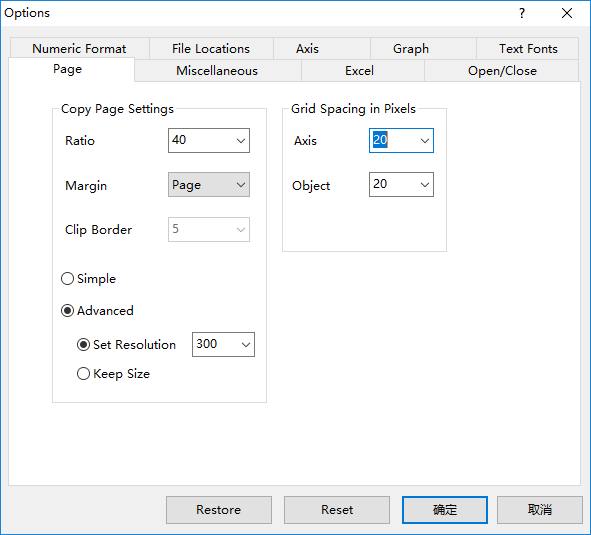 Options
?
Numeric Format File Locations Axis Graph Text Fonts
Page Miscellaneous Excel Open/Close
Copy Page Settings
Ratio 40
Margin Page
Clip Border 5
Simple
Advanced
Set Resolution 300
Keep Size
Grid Spacing in Pixels
Axis 20
Object 20
Restore Reset 确定 取消